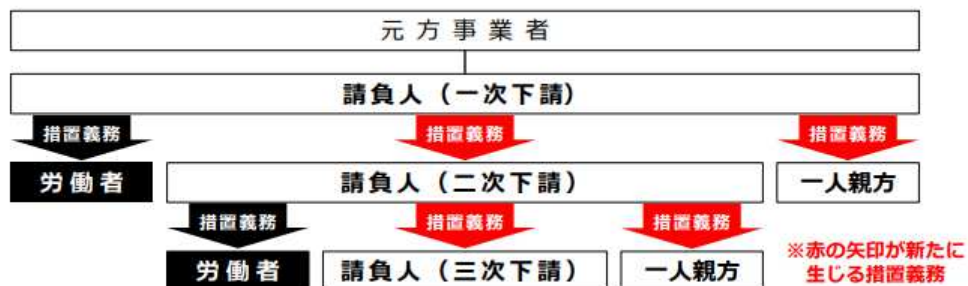 元方事業者
請負人（一次下請）
措置義務 措置義務 措置義務
労働者 請負人（二次下請） 一人親方
措置義務 措置義務 措置義務
労働者 請負人（三次下請） 一人親方
※赤の矢印が新たに
生じる措置義務